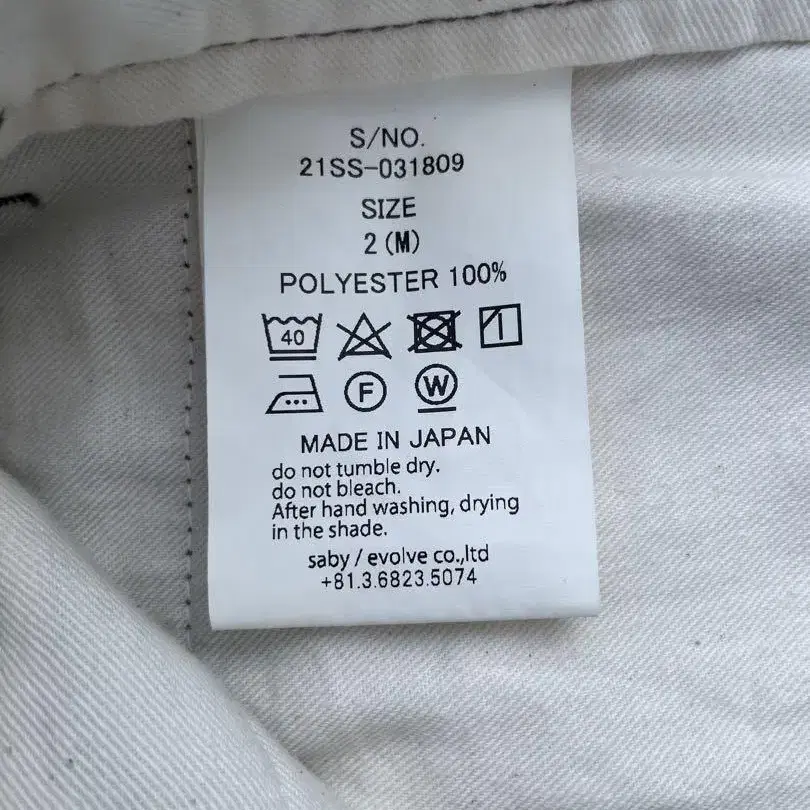 S/NO.
21SS-031809
SIZE
2 (M)
POLYESTER 100%
40
F W
MADE IN JAPAN
do not tumble dry.
do not bleach.
After hand washing, drying
in the shade.
saby / evolve co.,ltd
+81.3.6823.5074